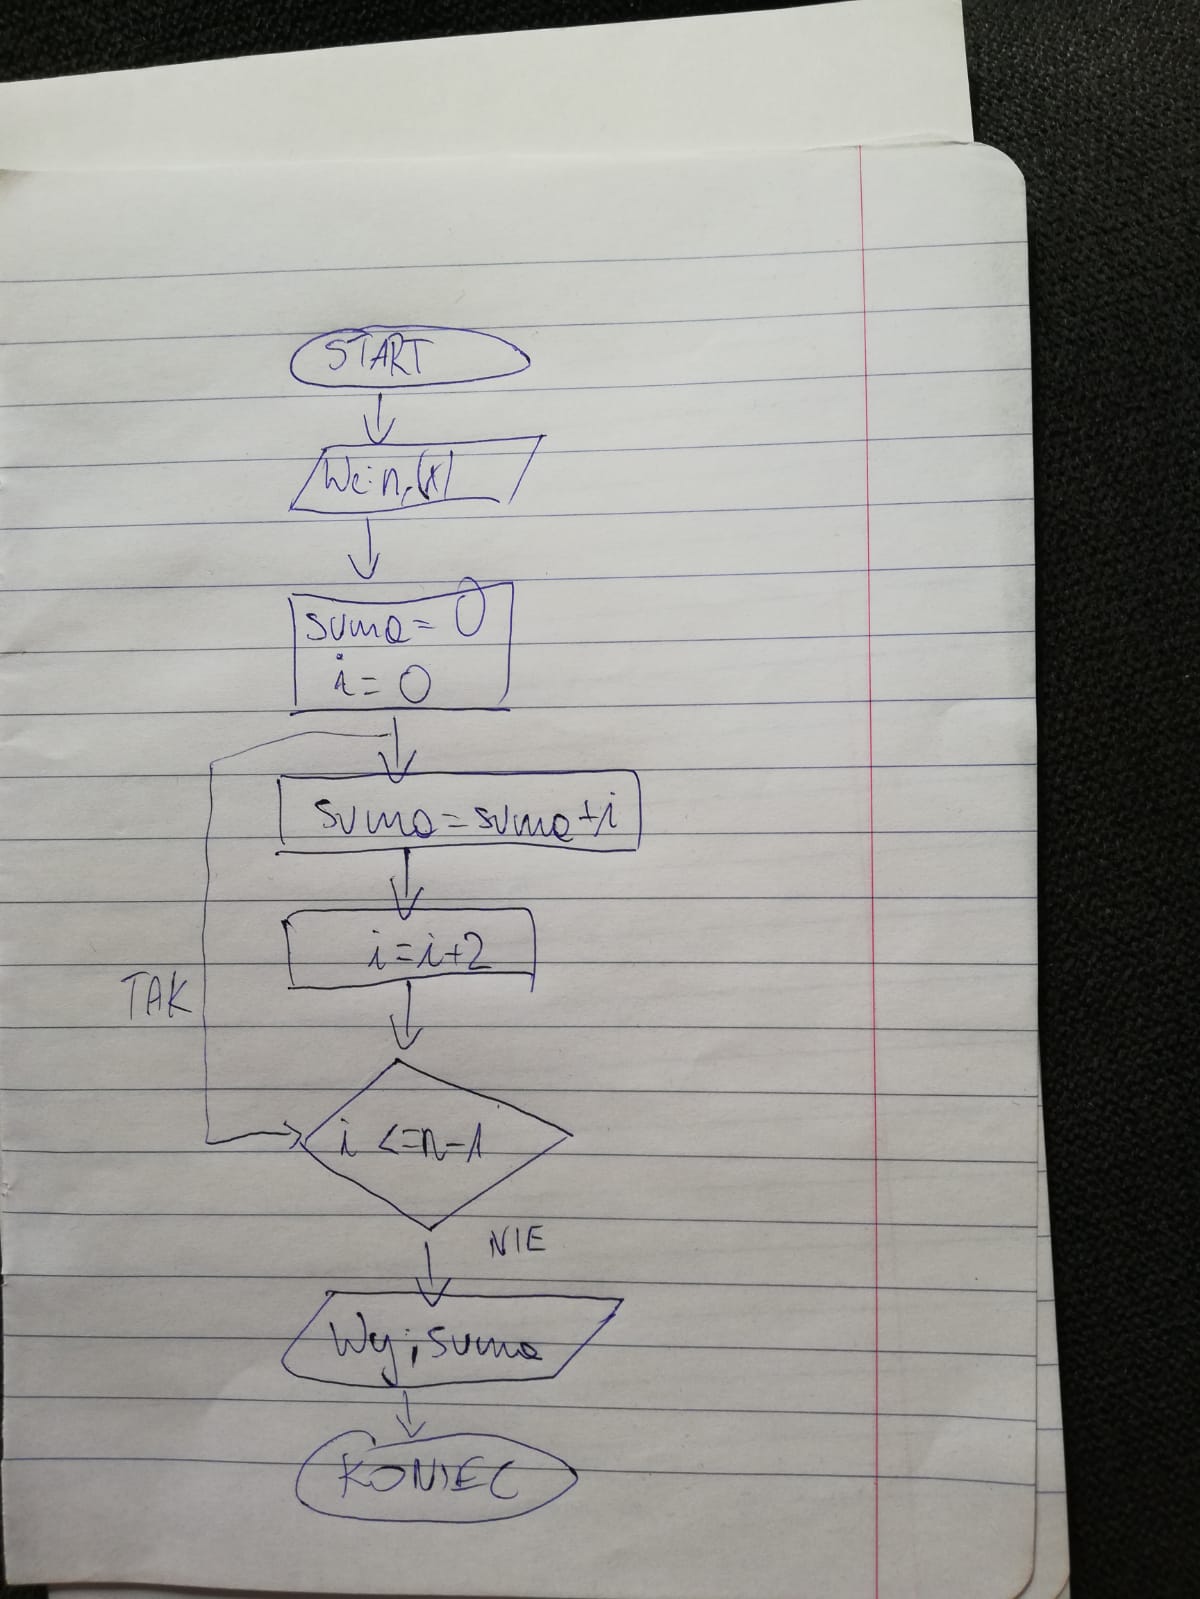 START
We: n, (x)
suma = 0
i = 0
suma = suma + i
i = i + 2
TAK
i <= n - 1
NIE
Wy; suma
KONIEC